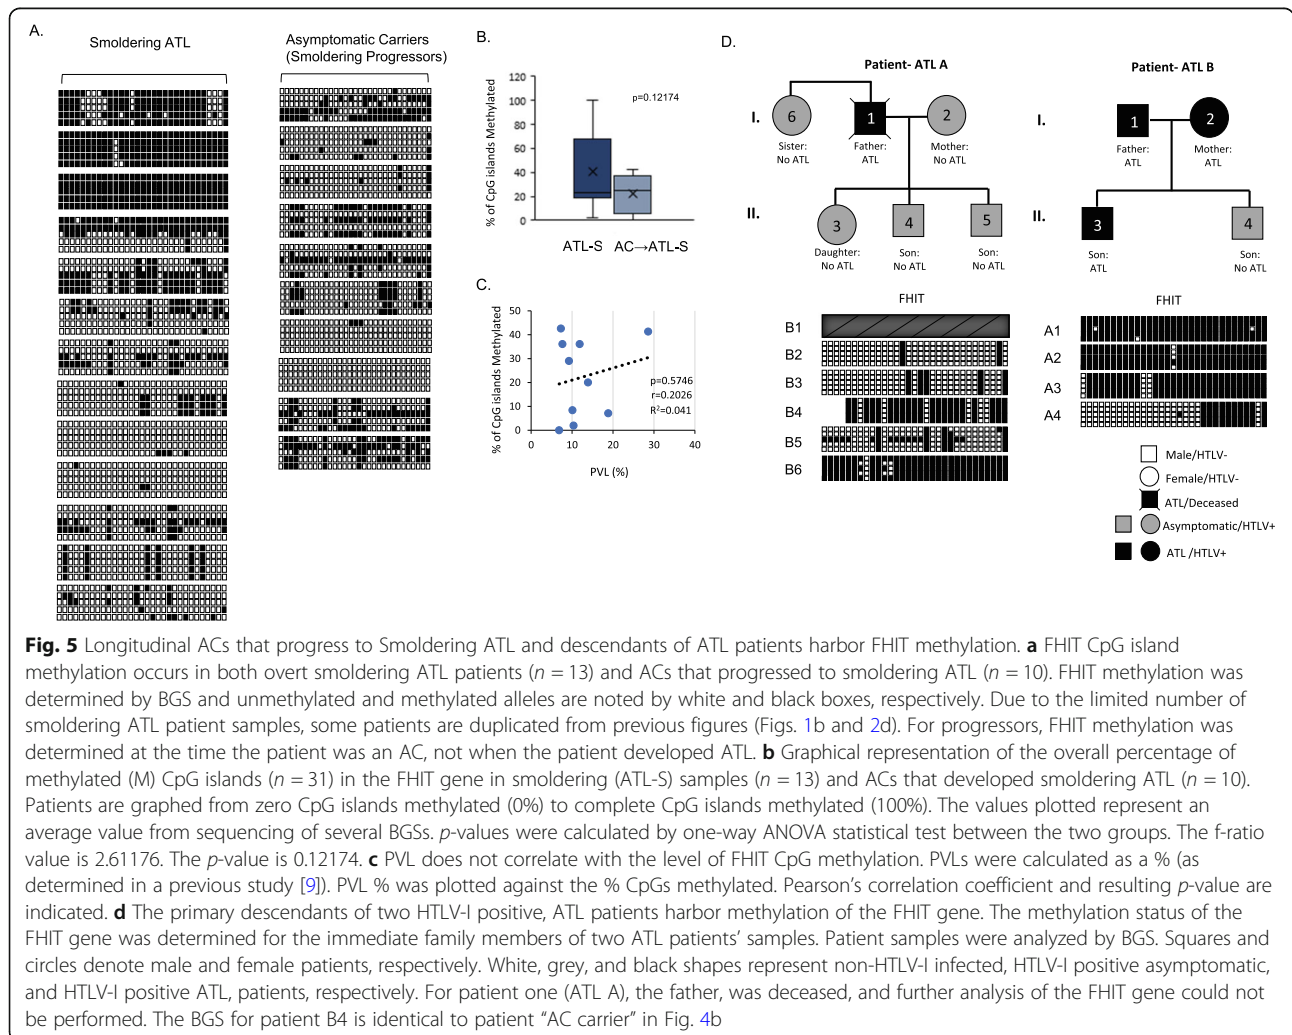 A.
Smoldering ATL
Asymptomatic Carriers
(Smoldering Progressors)
B.
% of CpG islands Methylated
120
100
80
60
40
20
0
p=0.12174
ATL-S AC→ATL-S
C.
% of CpG islands Methylated
50
40
30
20
10
0
p=0.5746
r=0.2026
R²=0.041
0 10 20 30 40
PVL (%)
D.
Patient- ATL A
I.
6
1
2
Sister:
No ATL
Father:
ATL
Mother:
No ATL
II.
3
4
5
Daughter:
No ATL
Son:
No ATL
Son:
No ATL
FHIT
B1
B2
B3
B4
B5
B6
Patient- ATL B
I.
1
2
Father:
ATL
Mother:
ATL
II.
3
4
Son:
ATL
Son:
No ATL
FHIT
A1
A2
A3
A4
Male/HTLV-
Female/HTLV-
ATL/Deceased
Asymptomatic/HTLV+
ATL /HTLV+
Fig. 5 Longitudinal ACs that progress to Smoldering ATL and descendants of ATL patients harbor FHIT methylation. a FHIT CpG island
methylation occurs in both overt smoldering ATL patients (n = 13) and ACs that progressed to smoldering ATL (n = 10). FHIT methylation was
determined by BGS and unmethylated and methylated alleles are noted by white and black boxes, respectively. Due to the limited number of
smoldering ATL patient samples, some patients are duplicated from previous figures (Figs. 1b and 2d). For progressors, FHIT methylation was
determined at the time the patient was an AC, not when the patient developed ATL. b Graphical representation of the overall percentage of
methylated (M) CpG islands (n = 31) in the FHIT gene in smoldering (ATL-S) samples (n = 13) and ACs that developed smoldering ATL (n = 10).
Patients are graphed from zero CpG islands methylated (0%) to complete CpG islands methylated (100%). The values plotted represent an
average value from sequencing of several BGSs. p-values were calculated by one-way ANOVA statistical test between the two groups. The f-ratio
value is 2.61176. The p-value is 0.12174. c PVL does not correlate with the level of FHIT CpG methylation. PVLs were calculated as a % (as
determined in a previous study [9]). PVL % was plotted against the % CpGs methylated. Pearson's correlation coefficient and resulting p-value are
indicated. d The primary descendants of two HTLV-I positive, ATL patients harbor methylation of the FHIT gene. The methylation status of the
FHIT gene was determined for the immediate family members of two ATL patients' samples. Patient samples were analyzed by BGS. Squares and
circles denote male and female patients, respectively. White, grey, and black shapes represent non-HTLV-I infected, HTLV-I positive asymptomatic,
and HTLV-I positive ATL, patients, respectively. For patient one (ATL A), the father, was deceased, and further analysis of the FHIT gene could not
be performed. The BGS for patient B4 is identical to patient "AC carrier" in Fig. 4b